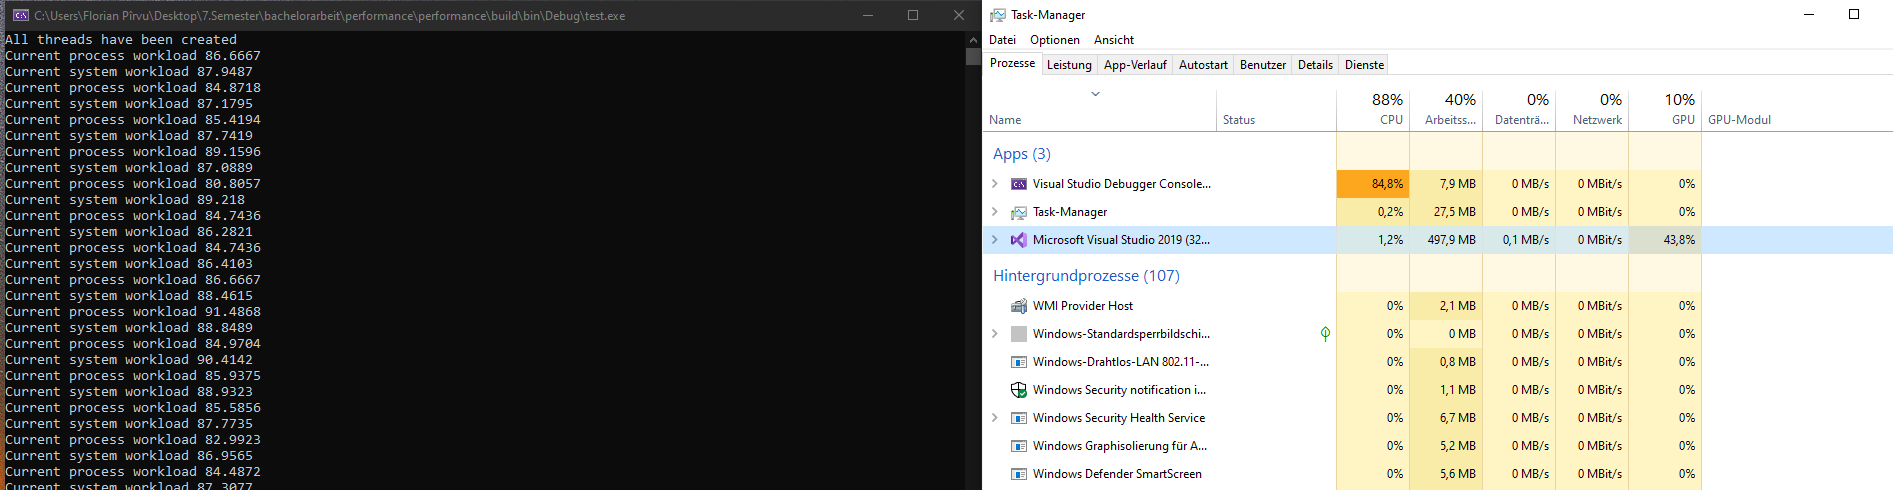 C:\Users\Florian Pîrvu\Desktop\7.Semester\bachelorarbeit\performance\performance\build\bin\Debug\test.exe
All threads have been created
Current process workload 86.6667
Current system workload 87.9487
Current process workload 84.8718
Current system workload 87.1795
Current process workload 85.4194
Current system workload 87.7419
Current process workload 89.1596
Current system workload 87.0889
Current process workload 80.8057
Current system workload 89.218
Current process workload 84.7436
Current system workload 86.2821
Current process workload 84.7436
Current system workload 86.4103
Current process workload 86.6667
Current system workload 88.4615
Current process workload 91.4868
Current system workload 88.8489
Current process workload 84.9704
Current system workload 90.4142
Current process workload 85.9375
Current system workload 88.9323
Current process workload 85.5856
Current system workload 87.7735
Current process workload 82.9923
Current system workload 86.9565
Current process workload 84.4872
Current system workload 87.3077
Task-Manager
Datei Optionen Ansicht
Prozesse Leistung App-Verlauf Autostart Benutzer Details Dienste
88% 40% 0% 0% 10%
Name Status CPU Arbeitss... Datenträ... Netzwerk GPU GPU-Modul
Apps (3)
Visual Studio Debugger Console... 84,8% 7,9 MB 0 MB/s 0 MBit/s 0%
Task-Manager 0,2% 27,5 MB 0 MB/s 0 MBit/s 0%
Microsoft Visual Studio 2019 (32... 1,2% 497,9 MB 0,1 MB/s 0 MBit/s 43,8%
Hintergrundprozesse (107)
WMI Provider Host 0% 2,1 MB 0 MB/s 0 MBit/s 0%
Windows-Standardsperrbildschi... 0% 0 MB 0 MB/s 0 MBit/s 0%
Windows-Drahtlos-LAN 802.11-... 0% 0,8 MB 0 MB/s 0 MBit/s 0%
Windows Security notification i... 0% 1,1 MB 0 MB/s 0 MBit/s 0%
Windows Security Health Service 0% 6,7 MB 0 MB/s 0 MBit/s 0%
Windows Graphisolierung für A... 0% 5,2 MB 0 MB/s 0 MBit/s 0%
Windows Defender SmartScreen 0% 5,6 MB 0 MB/s 0 MBit/s 0%